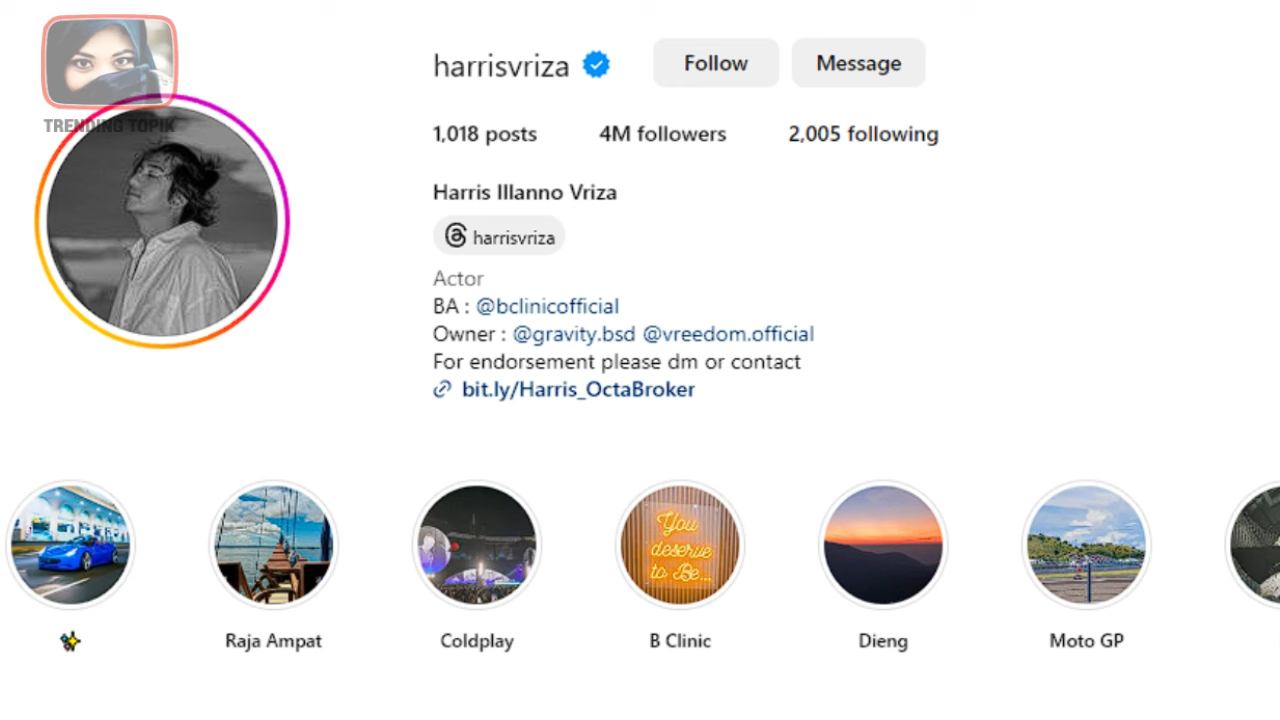 TRENDING TOPIK
harrisvriza
Follow
Message
1,018 posts
4M followers
2,005 following
Harris Illanno Vriza
harrisvriza
Actor
BA : @bclinicofficial
Owner : @gravity.bsd @vreedom.official
For endorsement please dm or contact
bit.ly/Harris_OctaBroker
You
deserve
to Be...
Raja Ampat
Coldplay
B Clinic
Dieng
Moto GP